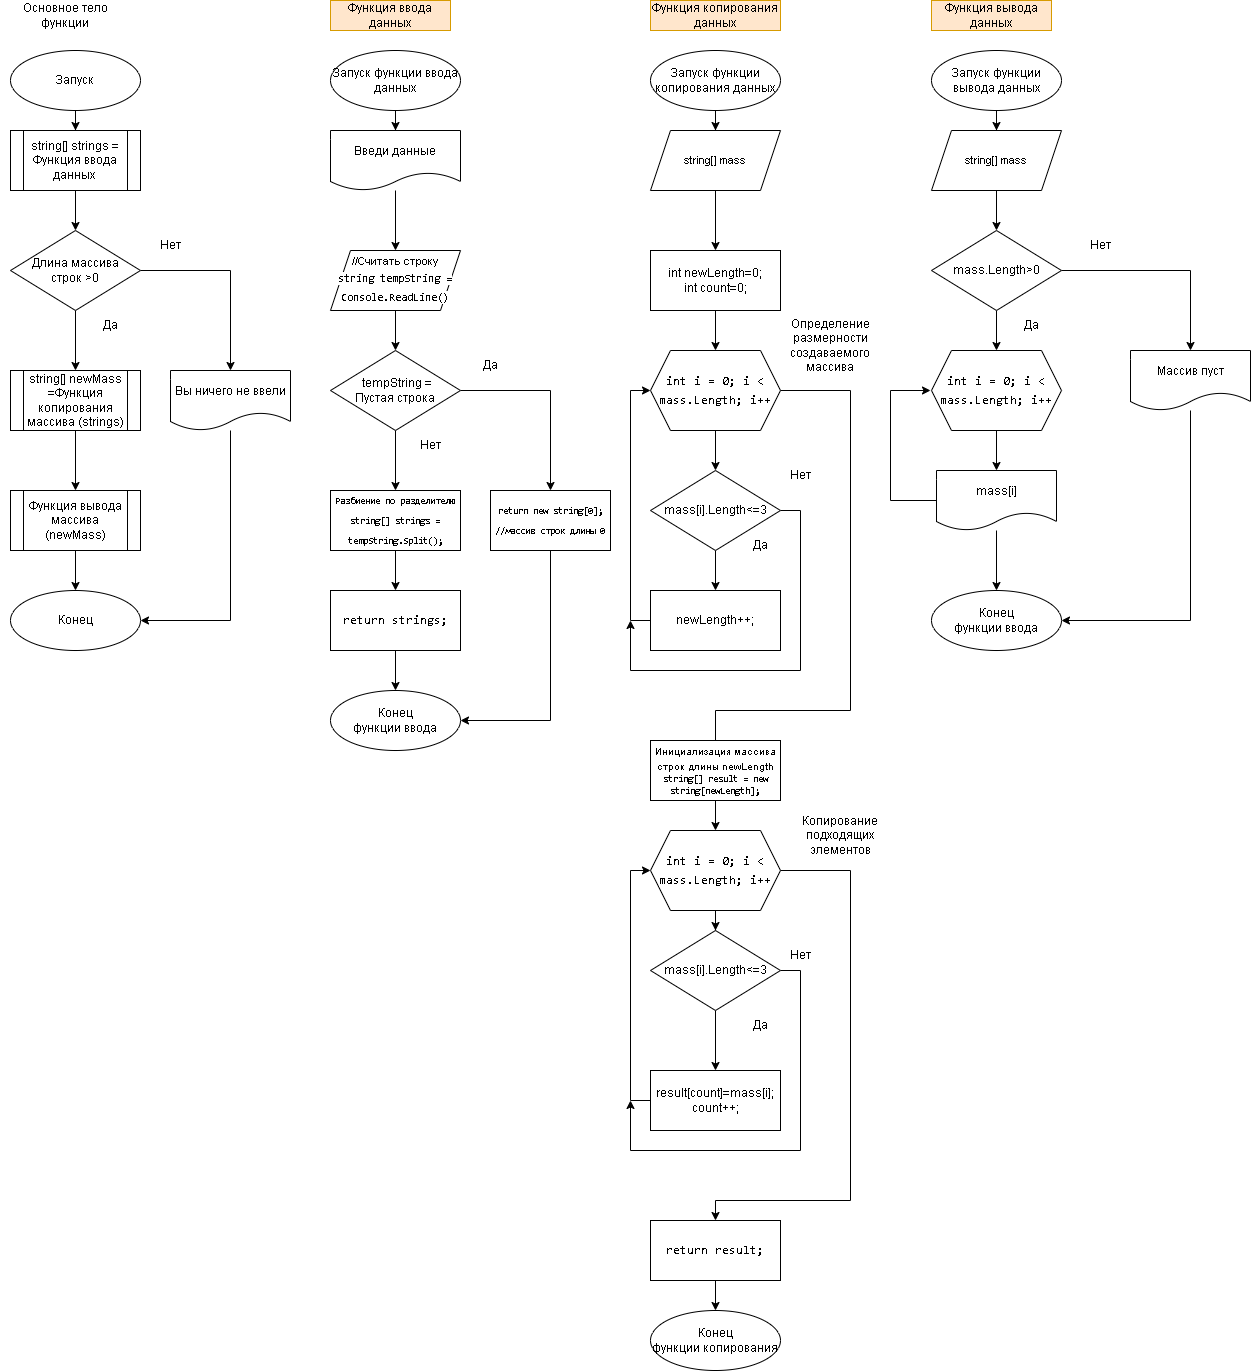 Основное тело
функции
Запуск
string[] strings =
Функция ввода
данных
Длина массива
строк >0
Нет
Да
string[] newMass
=Функция
копирования
массива (strings)
Вы ничего не ввели
Функция вывода
массива
(newMass)
Конец
Функция ввода
данных
Запуск функции ввода
данных
Введи данные
//Считать строку
string tempString =
Console.ReadLine()
tempString =
Пустая строка
Да
Нет
Разбиение по разделителю
string[] strings =
tempString.Split();
return new string[0];
//массив строк длины 0
return strings;
Конец
функции ввода
Функция копирования
данных
Запуск функции
копирования данных
string[] mass
int newLength=0;
int count=0;
Определение
размерности
создаваемого
массива
int i = 0; i <
mass.Length; i++
Нет
mass[i].Length<=3
Да
newLength++;
Инициализация массива
строк длины newLength
string[] result = new
string[newLength];
Копирование
подходящих
элементов
int i = 0; i <
mass.Length; i++
Нет
mass[i].Length<=3
Да
result[count]=mass[i];
count++;
return result;
Конец
функции копирования
Функция вывода
данных
Запуск функции
вывода данных
string[] mass
Нет
mass.Length>0
Да
int i = 0; i <
mass.Length; i++
Массив пуст
mass[i]
Конец
функции ввода